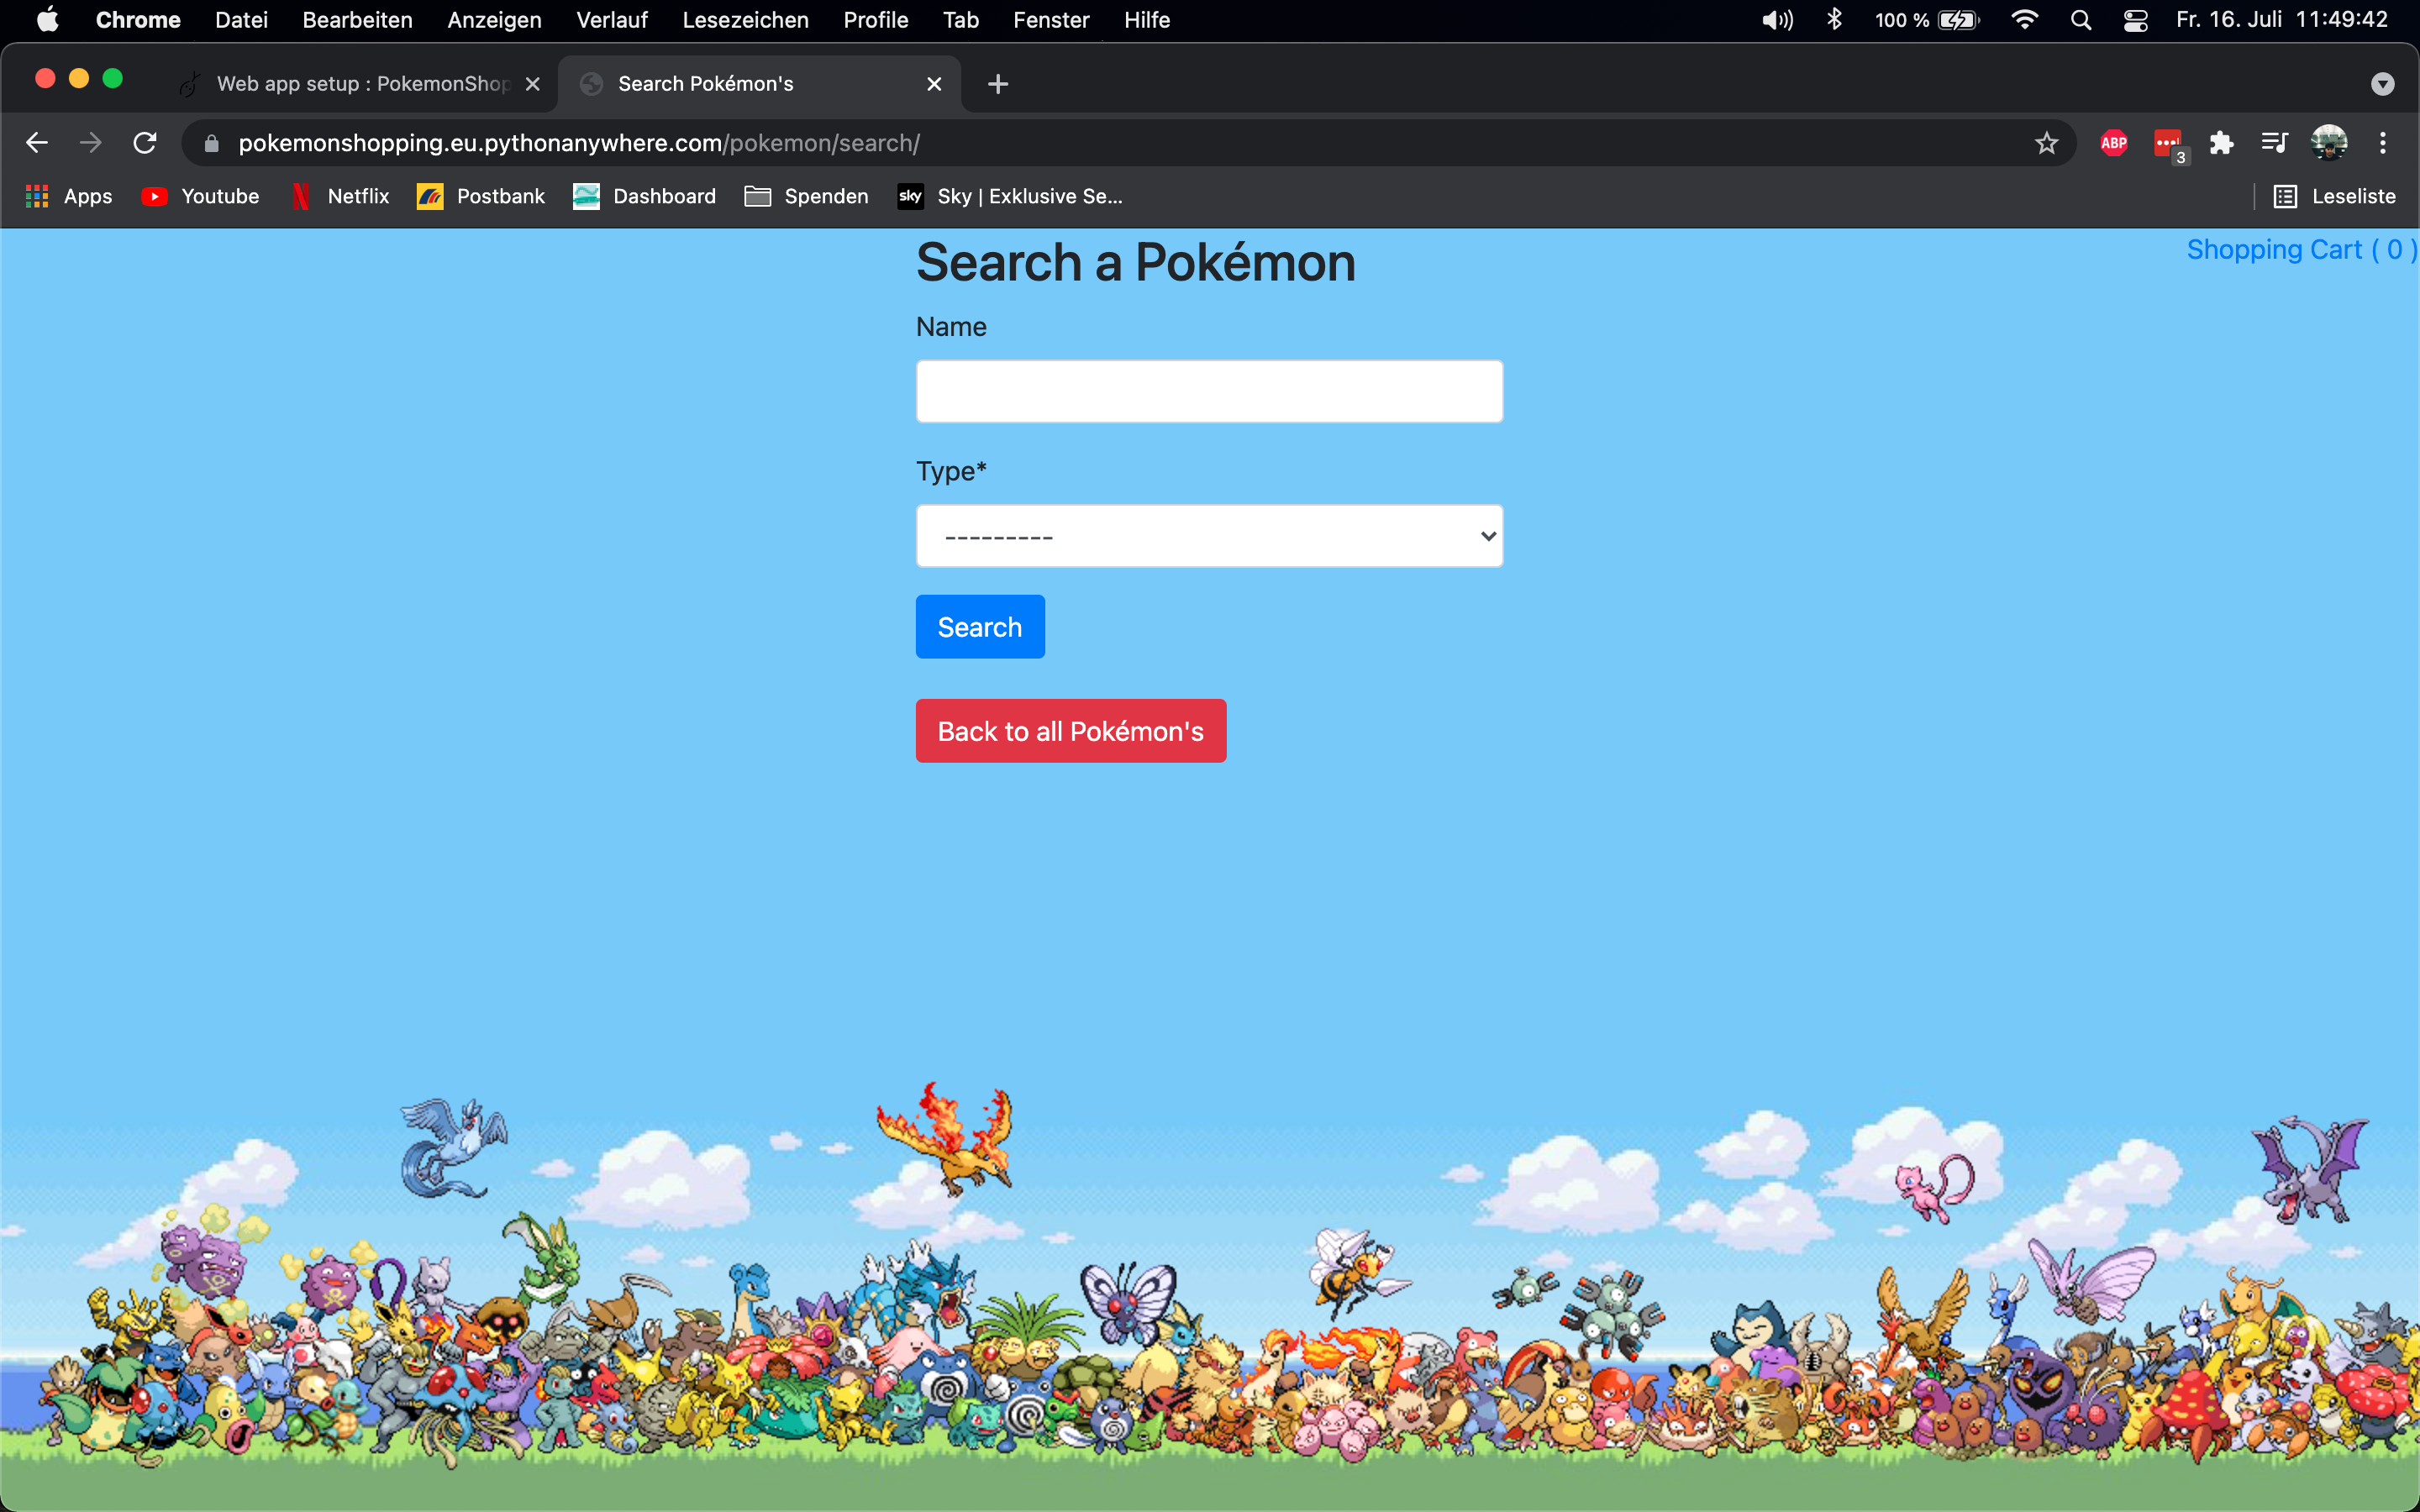 Chrome Datei Bearbeiten Anzeigen Verlauf Lesezeichen Profile Tab Fenster Hilfe 100 % Fr. 16. Juli 11:49:42
Web app setup : PokemonShop Search Pokémon's
pokemonshopping.eu.pythonanywhere.com/pokemon/search/ ABP 3
Apps Youtube Netflix Postbank Dashboard Spenden sky Sky | Exklusive Se... Leseliste
Search a Pokémon
Shopping Cart ( 0 )
Name
Type*
---------
Search
Back to all Pokémon's